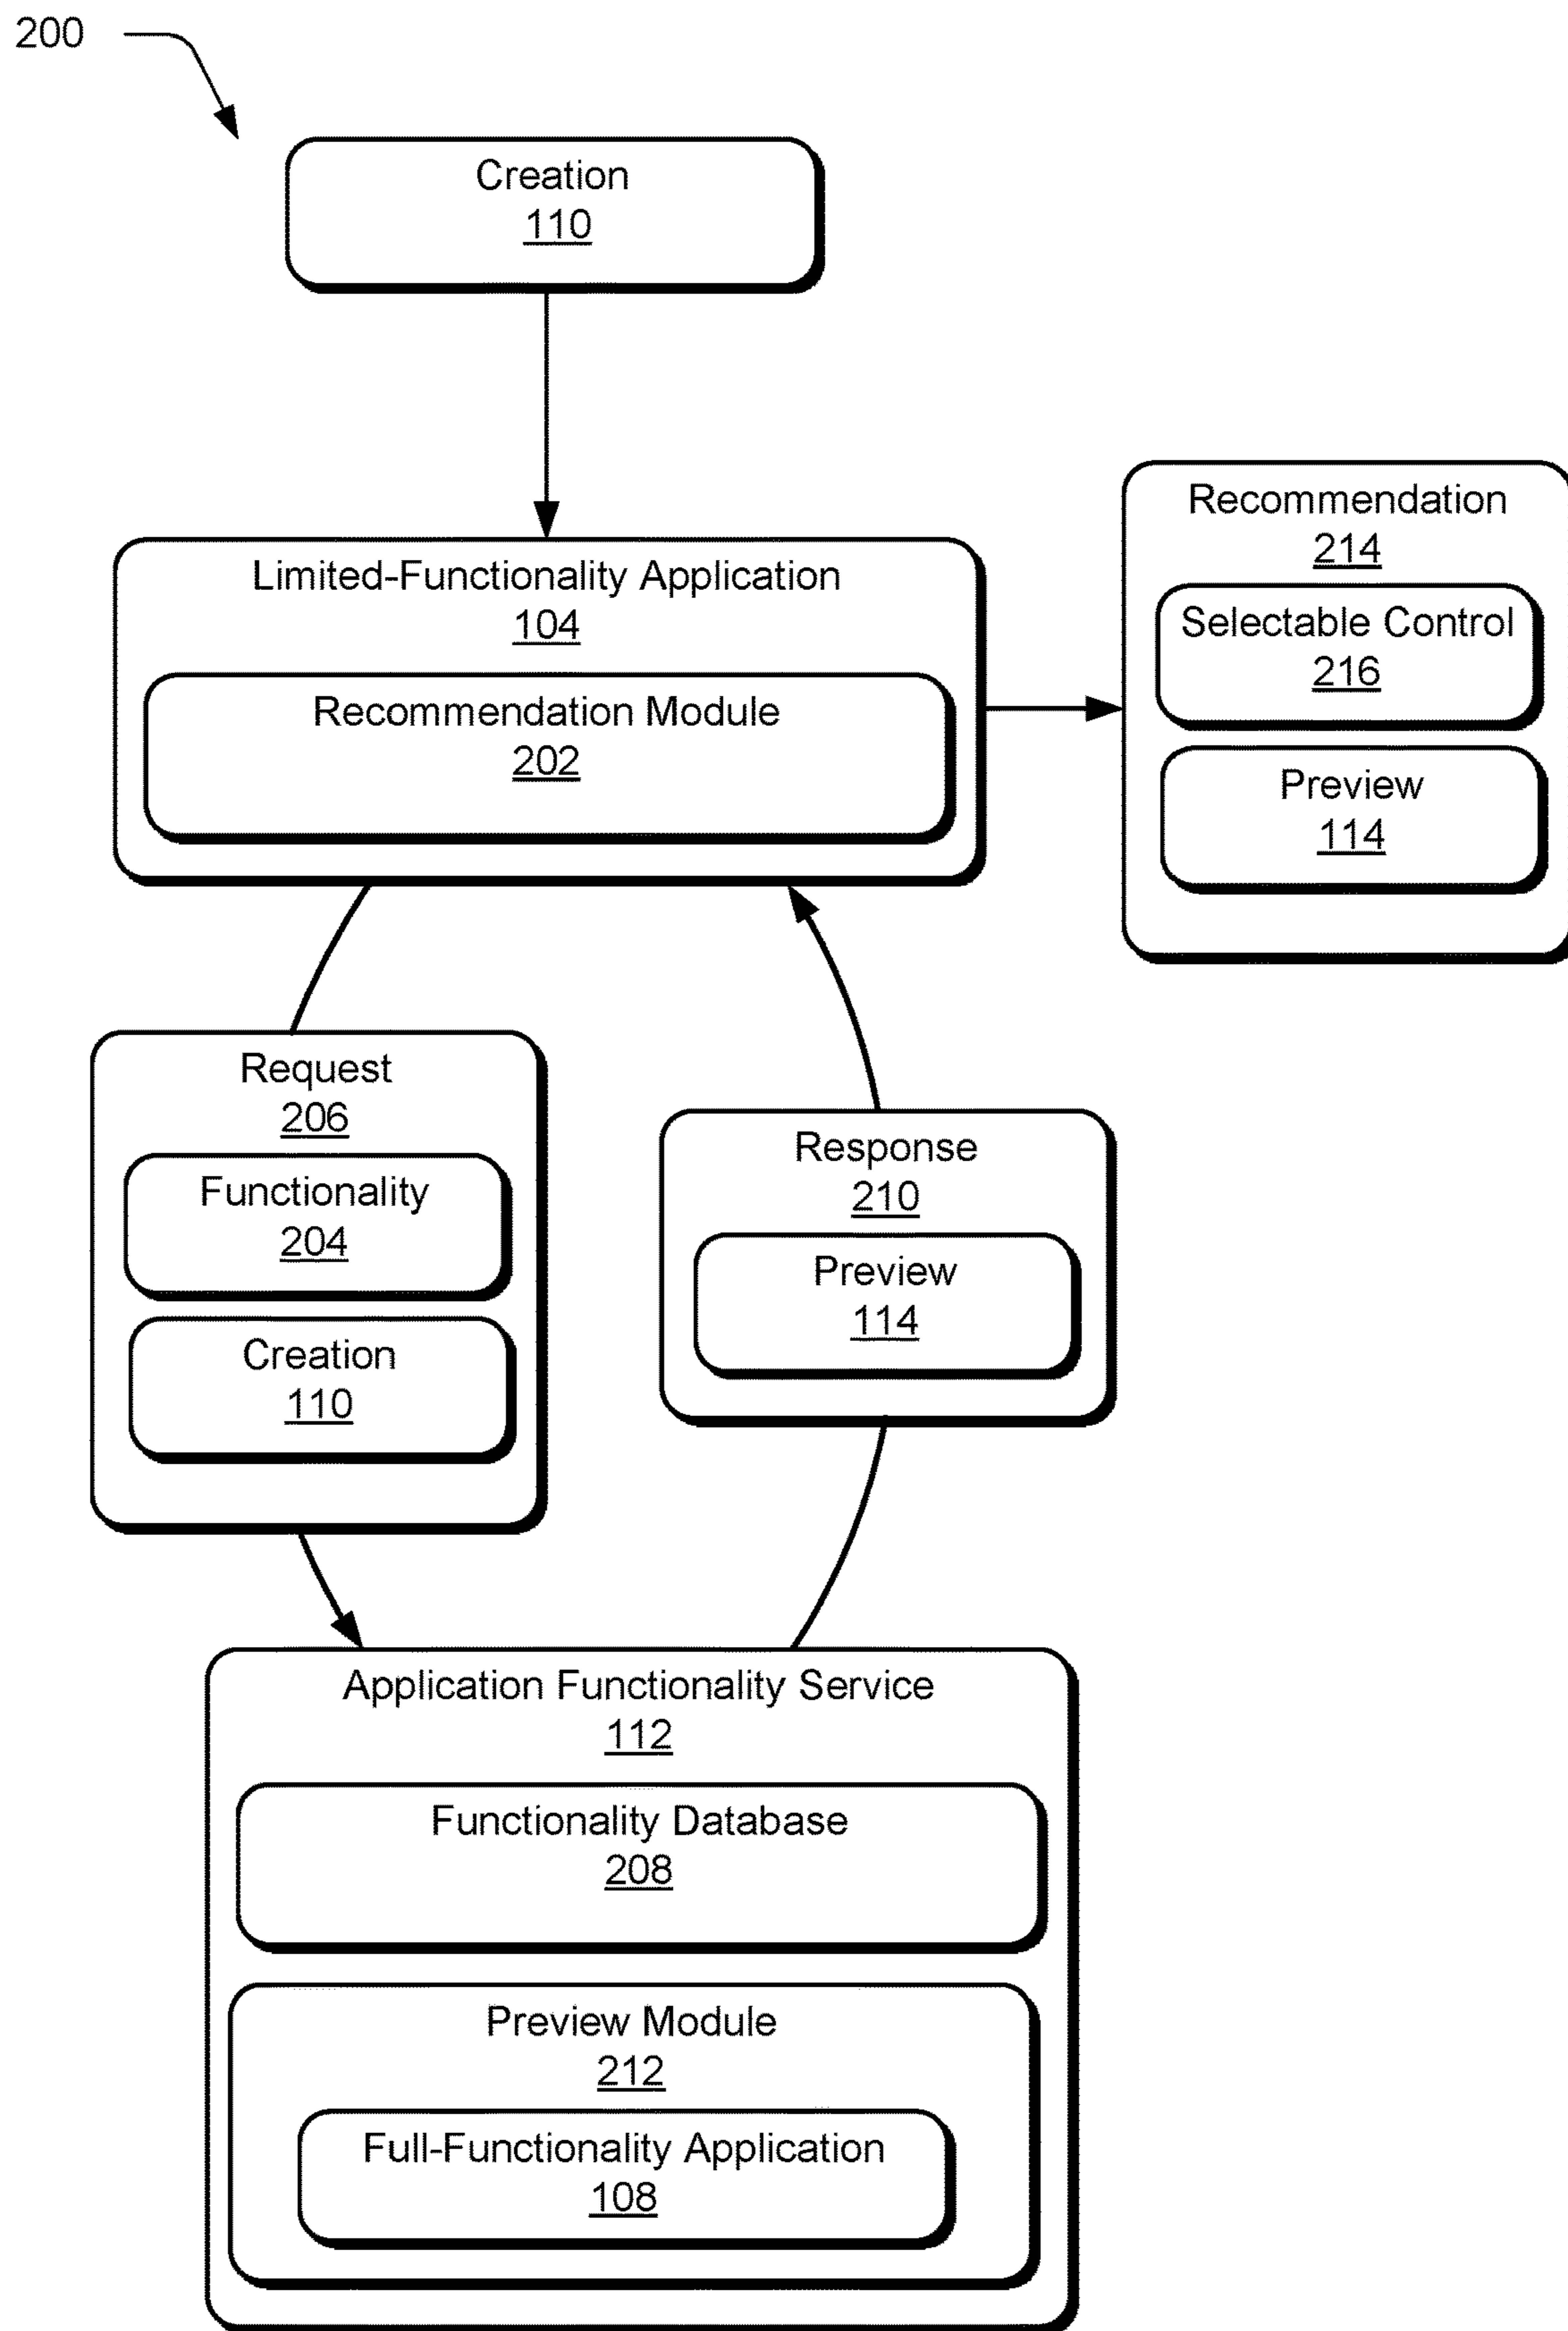 200
Creation
110
Limited-Functionality Application
104
Recommendation Module
202
Recommendation
214
Selectable Control
216
Preview
114
Request
206
Functionality
204
Creation
110
Response
210
Preview
114
Application Functionality Service
112
Functionality Database
208
Preview Module
212
Full-Functionality Application
108